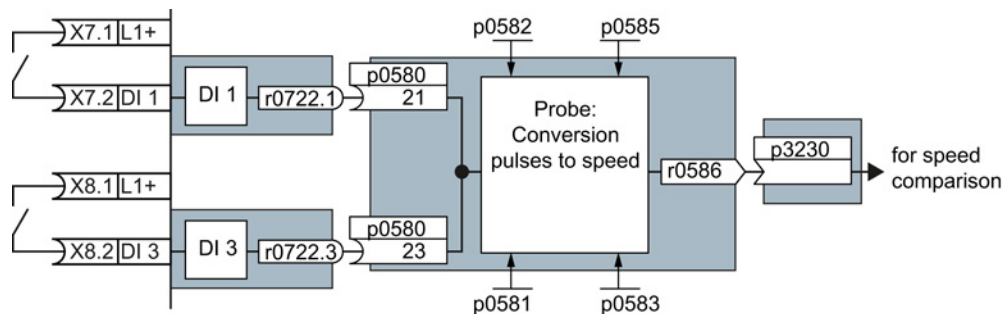 p0582 p0585
X7.1 L1+
X7.2 DI 1
DI 1
r0722.1
p0580
21
Probe:
Conversion
pulses to speed
r0586
p3230
for speed
comparison
X8.1 L1+
X8.2 DI 3
DI 3
r0722.3
p0580
23
p0581 p0583